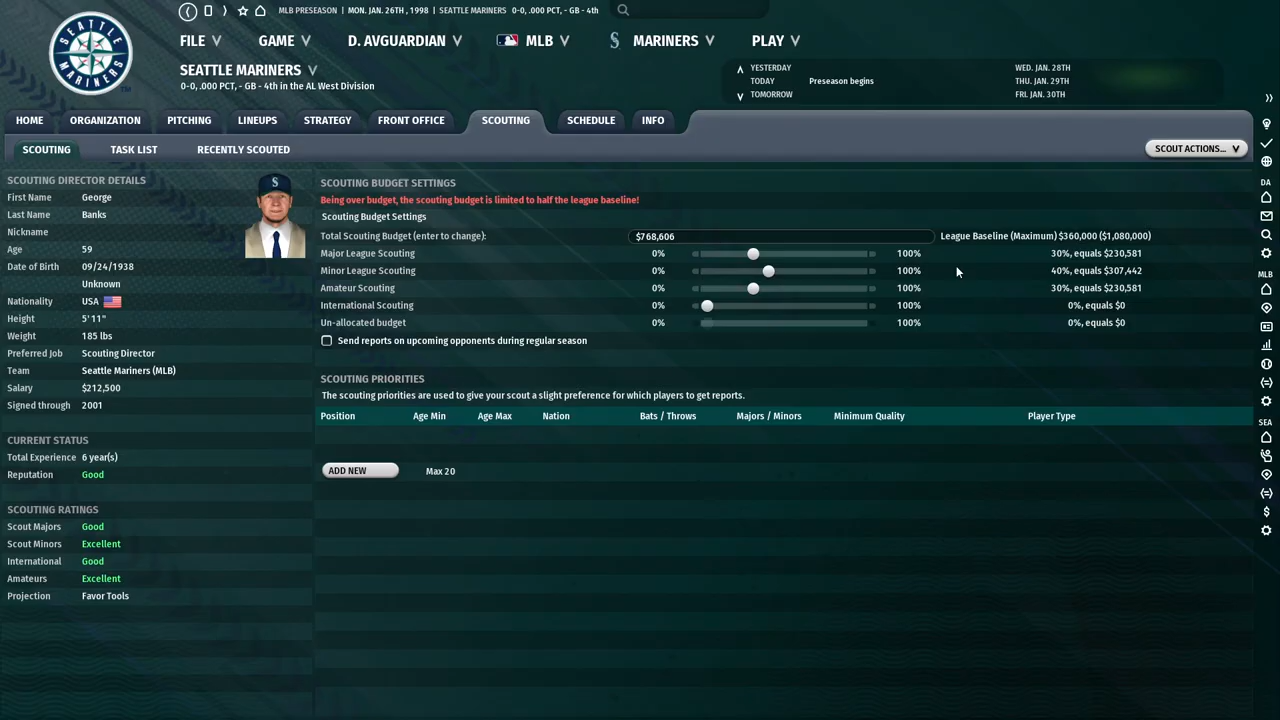 MLB PRESEASON | MON. JAN. 26TH , 1998 | SEATTLE MARINERS 0-0, .000 PCT, - GB - 4th
SEATTLE MARINERS
FILE GAME D. AVGUARDIAN MLB MARINERS PLAY
SEATTLE MARINERS
0-0, .000 PCT, - GB - 4th in the AL West Division
YESTERDAY WED. JAN. 28TH
TODAY Preseason begins THU. JAN. 29TH
TOMORROW FRI. JAN. 30TH
HOME ORGANIZATION PITCHING LINEUPS STRATEGY FRONT OFFICE SCOUTING SCHEDULE INFO
SCOUTING TASK LIST RECENTLY SCOUTED SCOUT ACTIONS...
SCOUTING DIRECTOR DETAILS
First Name George
Last Name Banks
Nickname
Age 59
Date of Birth 09/24/1938
Unknown
Nationality USA
Height 5' 11"
Weight 185 lbs
Preferred Job Scouting Director
Team Seattle Mariners (MLB)
Salary $212,500
Signed through 2001
CURRENT STATUS
Total Experience 6 year(s)
Reputation Good
SCOUTING RATINGS
Scout Majors Good
Scout Minors Excellent
International Good
Amateurs Excellent
Projection Favor Tools
SCOUTING BUDGET SETTINGS
Being over budget, the scouting budget is limited to half the league baseline!
Scouting Budget Settings
Total Scouting Budget (enter to change): $768,606 League Baseline (Maximum) $360,000 ($1,080,000)
Major League Scouting 0% 100% 30%, equals $230,581
Minor League Scouting 0% 100% 40%, equals $307,442
Amateur Scouting 0% 100% 30%, equals $230,581
International Scouting 0% 100% 0%, equals $0
Un-allocated budget 0% 100% 0%, equals $0
Send reports on upcoming opponents during regular season
SCOUTING PRIORITIES
The scouting priorities are used to give your scout a slight preference for which players to get reports.
Position Age Min Age Max Nation Bats / Throws Majors / Minors Minimum Quality Player Type
ADD NEW Max 20
DA
MLB
SEA